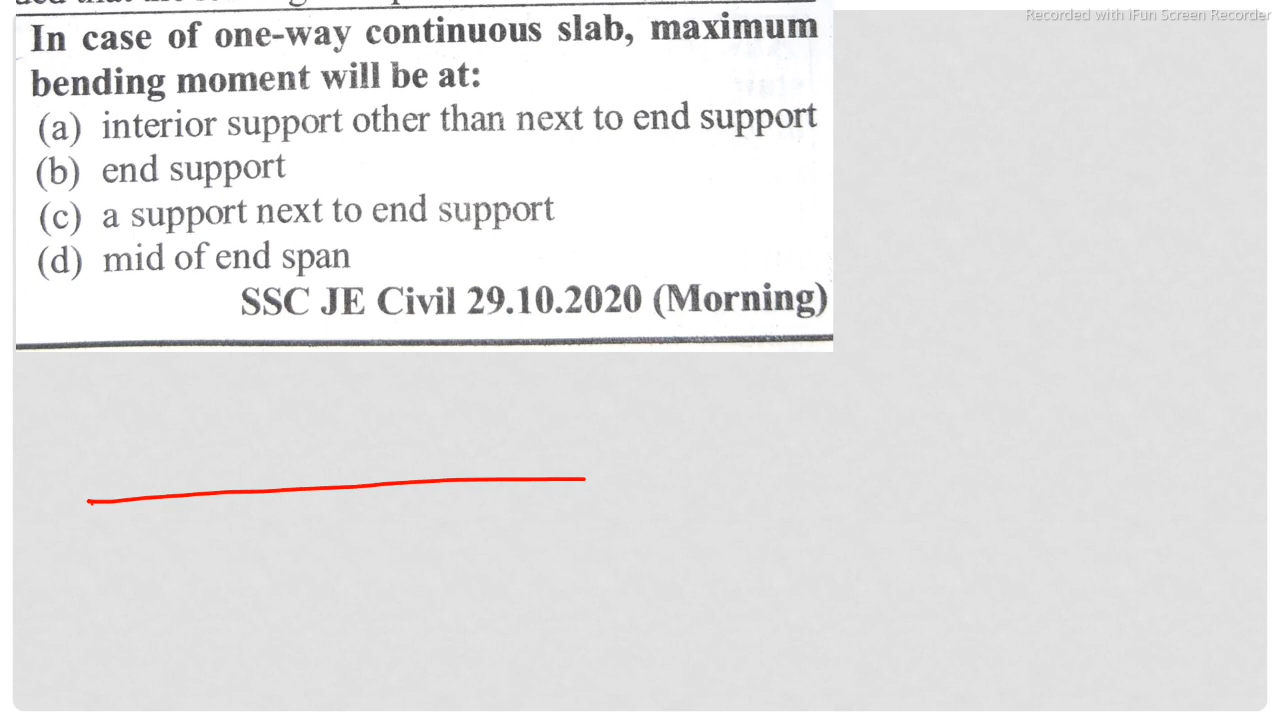 Recorded with iFun Screen Recorder
In case of one-way continuous slab, maximum
bending moment will be at:
(a) interior support other than next to end support
(b) end support
(c) a support next to end support
(d) mid of end span
SSC JE Civil 29.10.2020 (Morning)